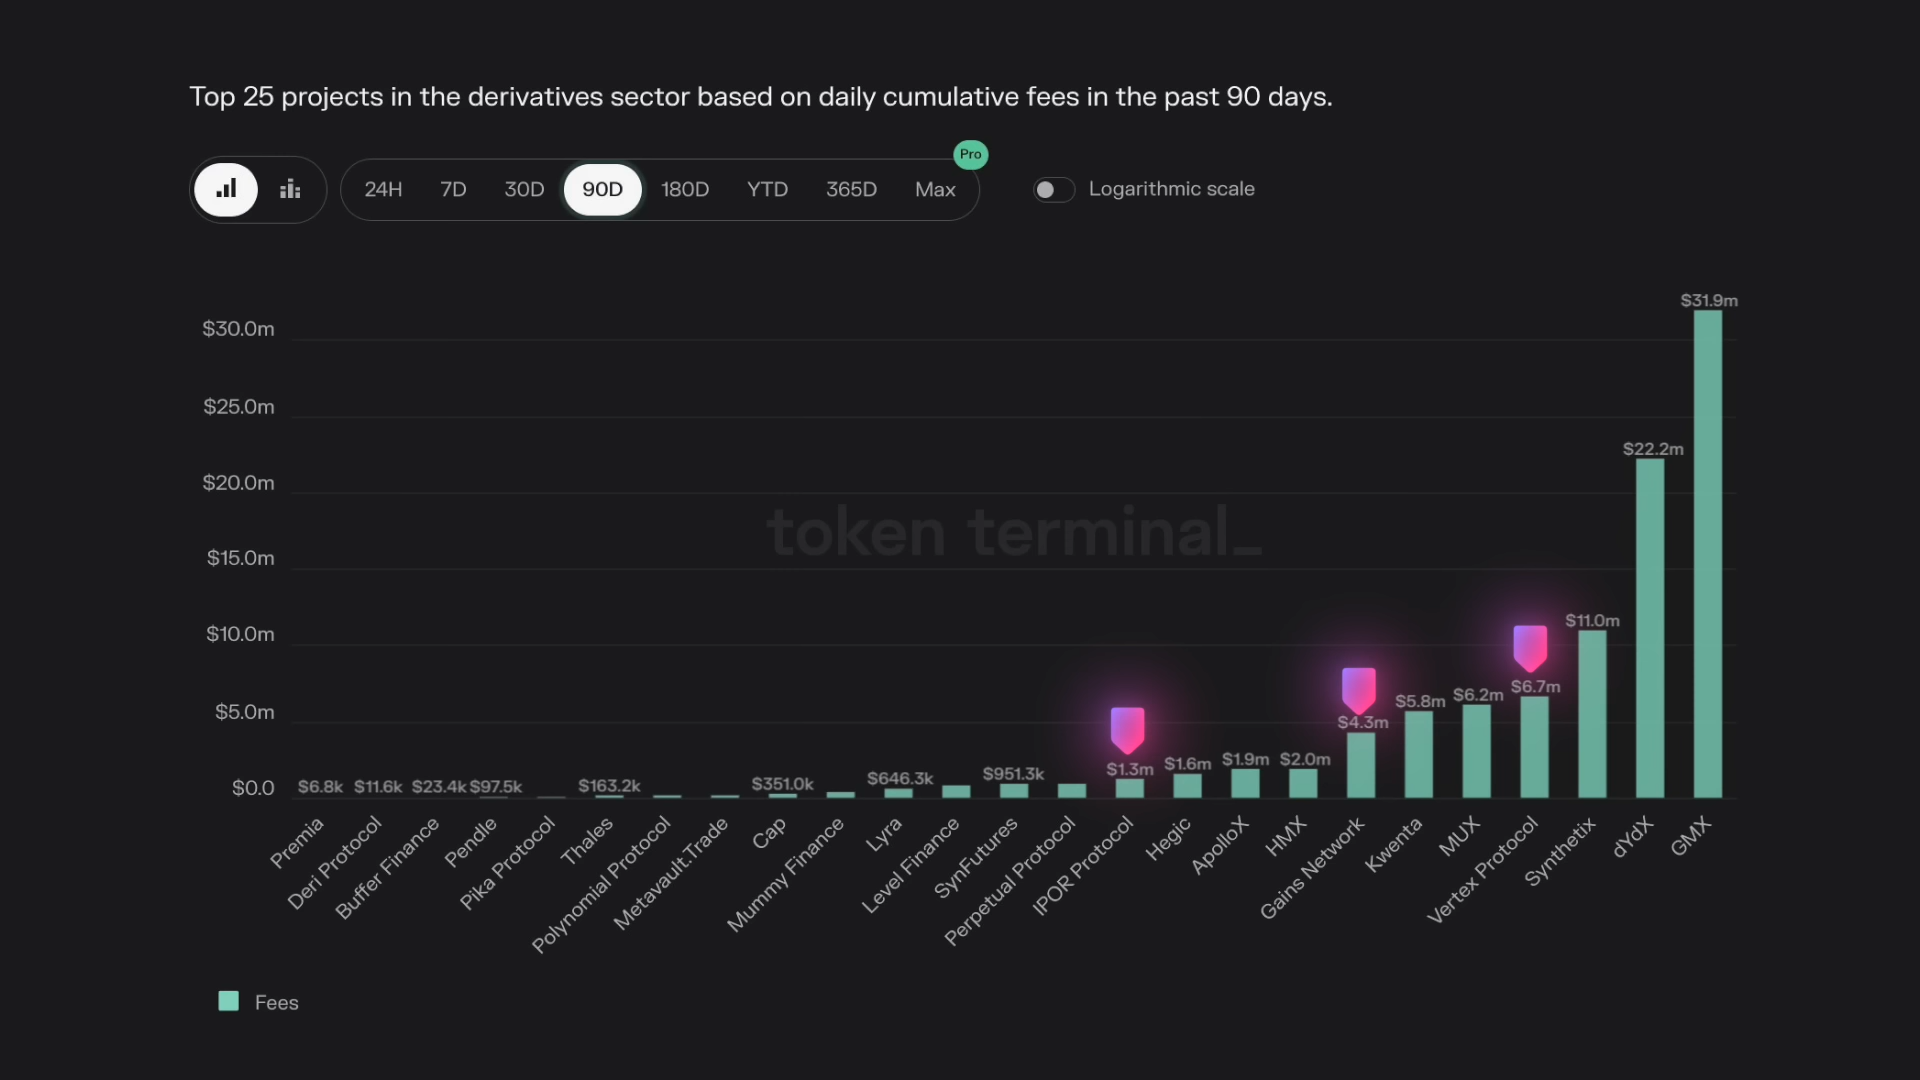 Top 25 projects in the derivatives sector based on daily cumulative fees in the past 90 days.
Pro
24H 7D 30D 90D 180D YTD 365D Max
Logarithmic scale
$30.0m
$25.0m
$20.0m
$15.0m
$10.0m
$5.0m
$0.0
token terminal_
$6.8k
$11.6k
$23.4k
$97.5k
$163.2k
$351.0k
$646.3k
$951.3k
$1.3m
$1.6m
$1.9m
$2.0m
$4.3m
$5.8m
$6.2m
$6.7m
$11.0m
$22.2m
$31.9m
Premia
Deri Protocol
Buffer Finance
Pendle
Pika Protocol
Thales
Polynomial Protocol
Metavault.Trade
Cap
Mummy Finance
Lyra
Level Finance
SynFutures
Perpetual Protocol
IPOR Protocol
Hegic
ApolloX
HMX
Gains Network
Kwenta
MUX
Vertex Protocol
Synthetix
dYdX
GMX
Fees